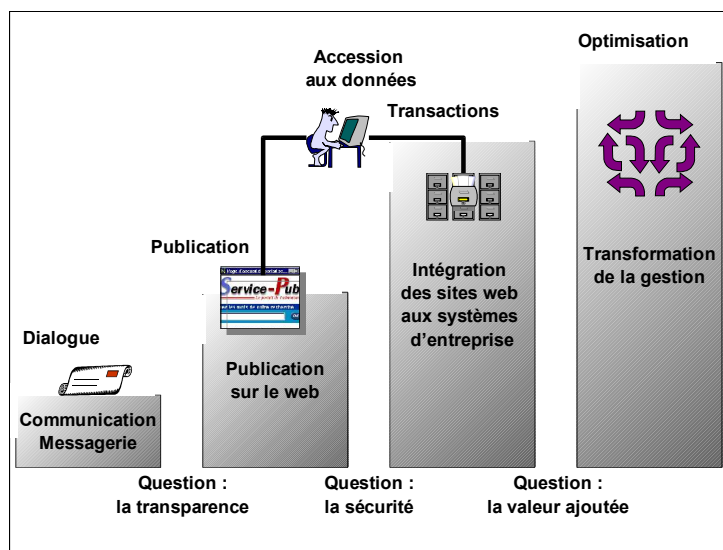 Optimisation
Accession
aux données
Transactions
Publication
Service-Pub
Dialogue
Communication
Messagerie
Publication
sur le web
Intégration
des sites web
aux systèmes
d'entreprise
Transformation
de la gestion
Question :
la transparence
Question :
la sécurité
Question :
la valeur ajoutée